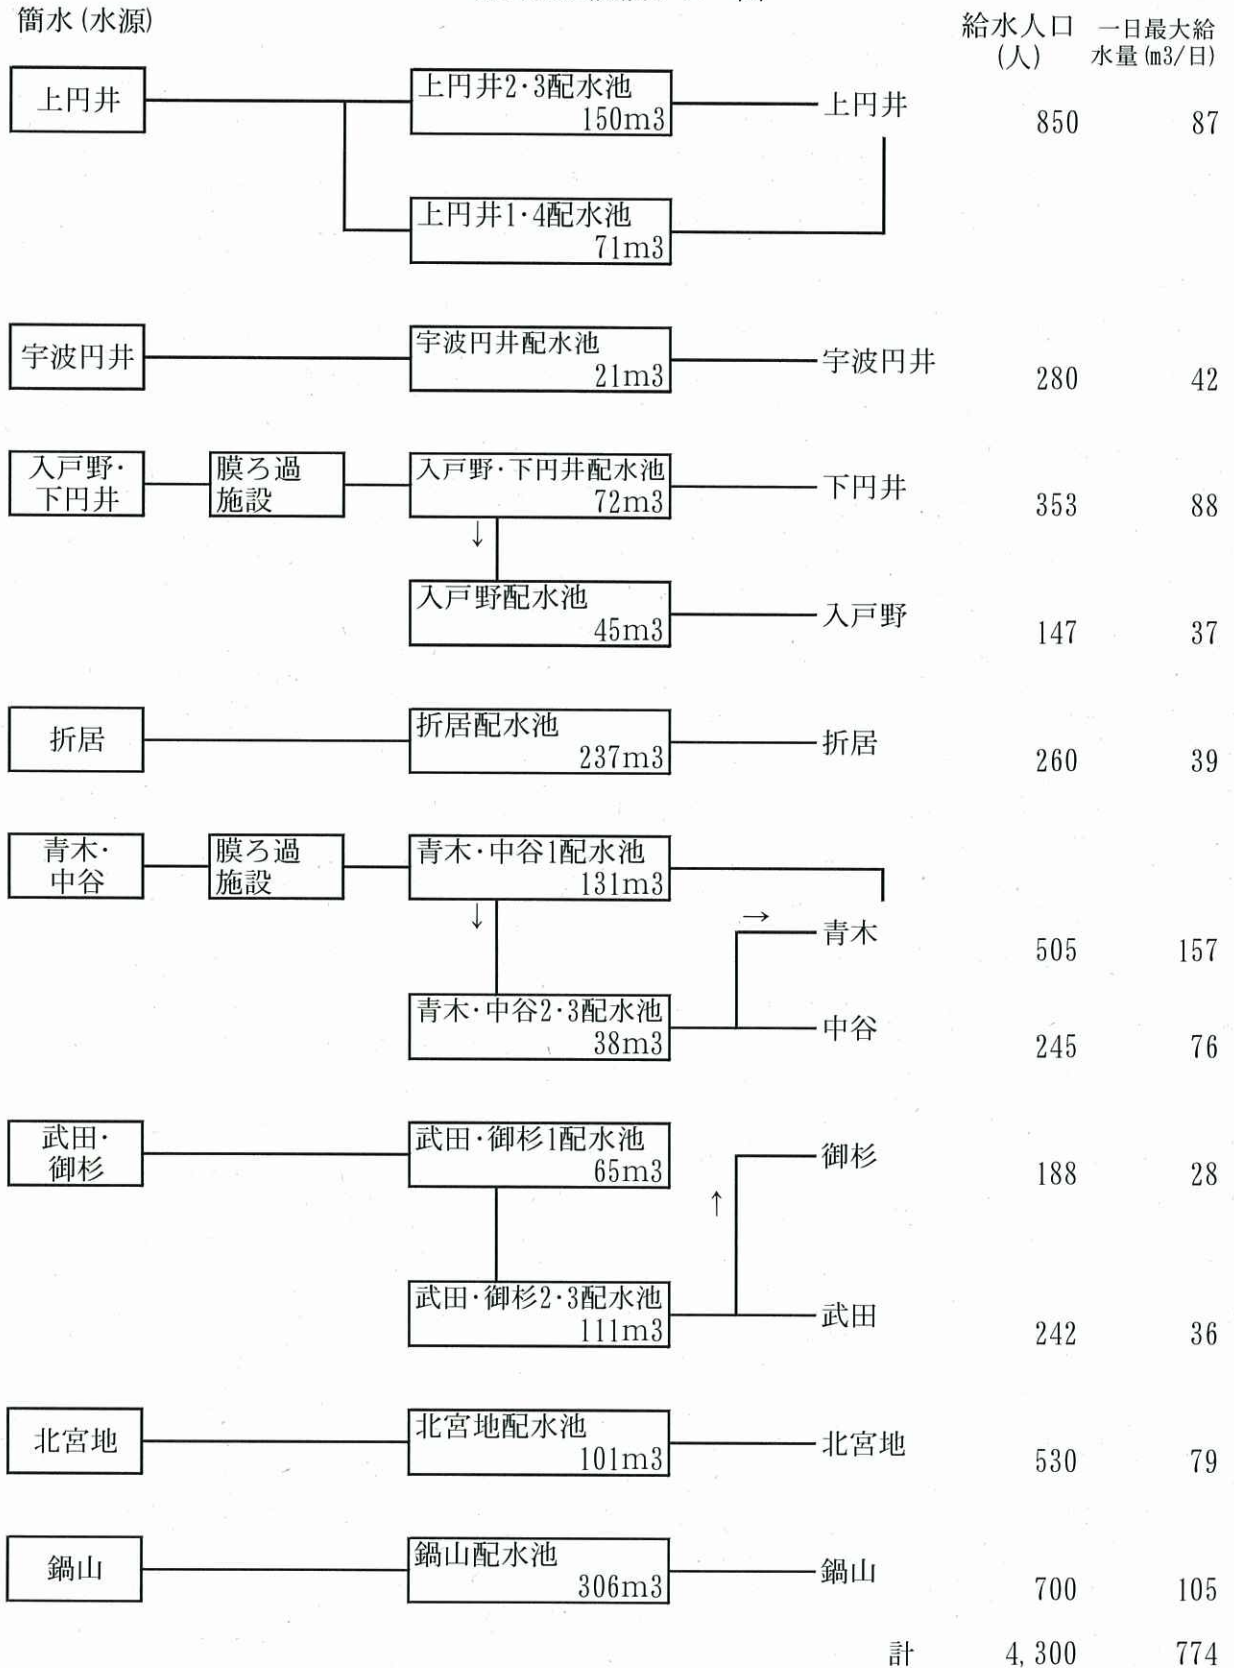 簡水(水源)
給水人口
(人)
一日最大給
水量(m3/日)
上円井
上円井2・3配水池
150m3
上円井
850
87
上円井1・4配水池
71m3
宇波円井
宇波円井配水池
21m3
宇波円井
280
42
入戸野・
下円井
膜ろ過
施設
入戸野・下円井配水池
72m3
下円井
353
88
↓
入戸野配水池
45m3
入戸野
147
37
折居
折居配水池
237m3
折居
260
39
青木・
中谷
膜ろ過
施設
青木・中谷1配水池
131m3
↓
→
青木
505
157
青木・中谷2・3配水池
38m3
中谷
245
76
武田・
御杉
武田・御杉1配水池
65m3
御杉
188
28
↑
武田・御杉2・3配水池
111m3
武田
242
36
北宮地
北宮地配水池
101m3
北宮地
530
79
鍋山
鍋山配水池
306m3
鍋山
700
105
計
4,300
774